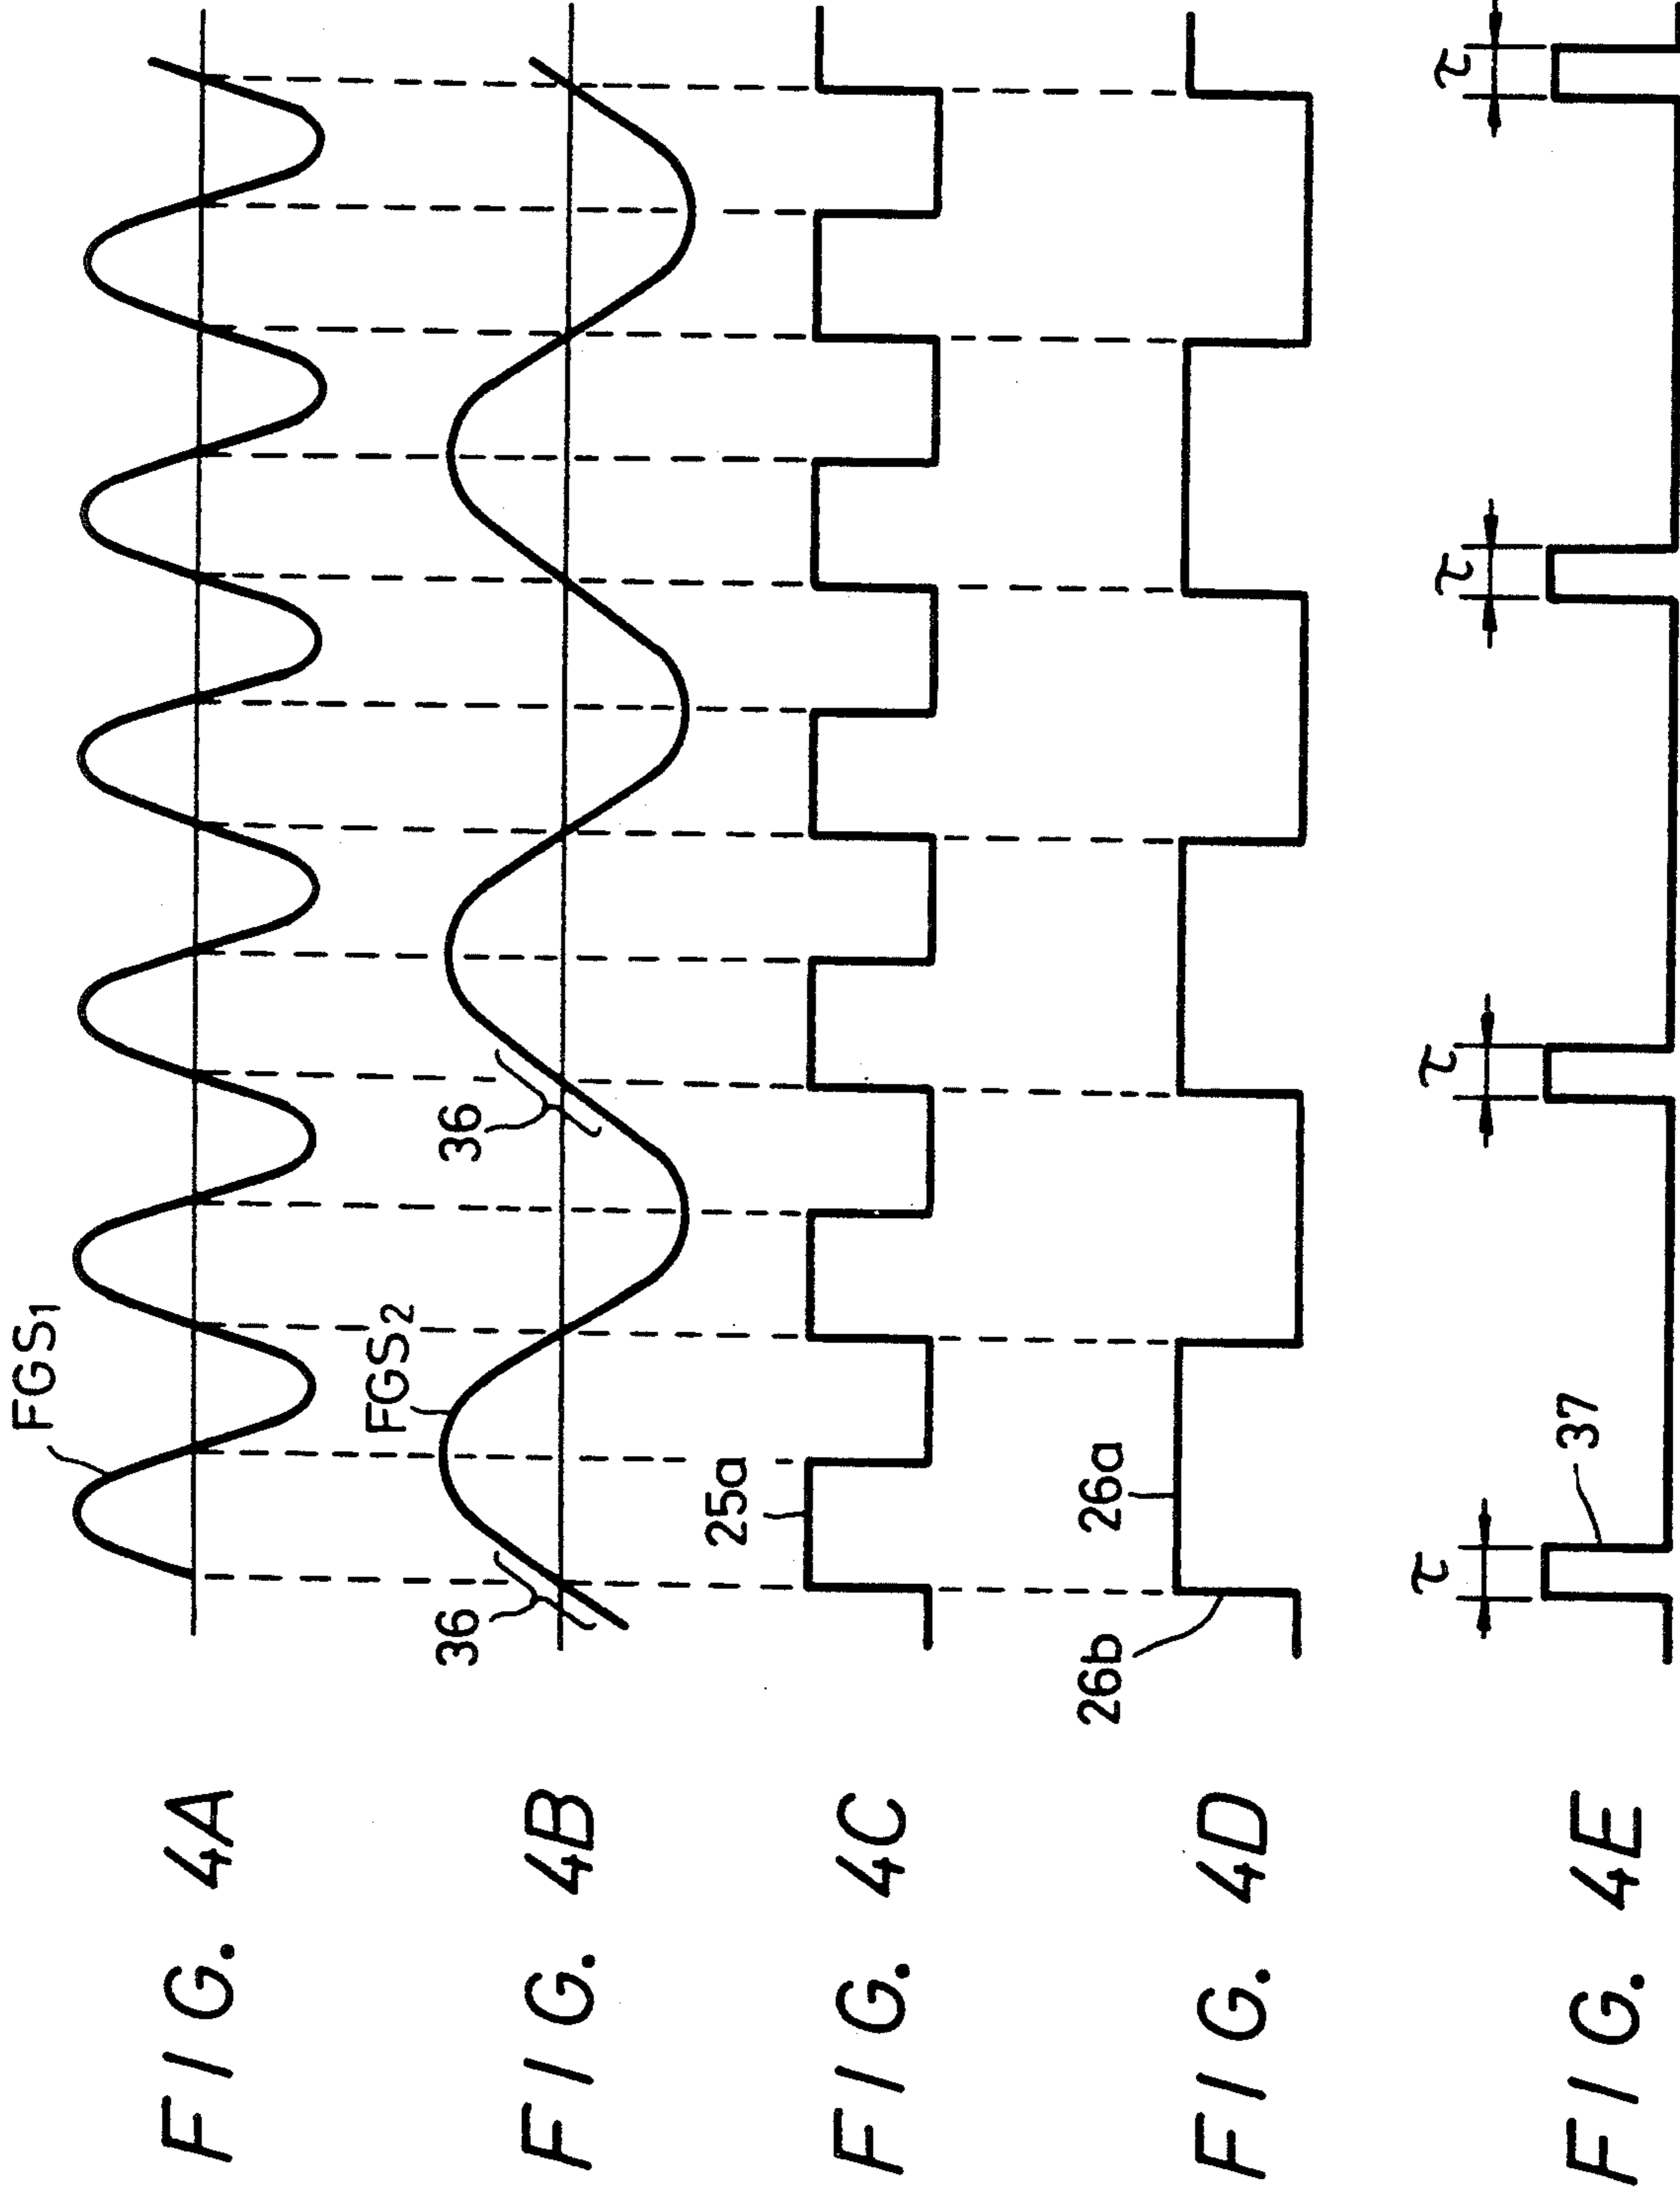 FIG. 4A
FGS1
FIG. 4B
36
FGS2
36
FIG. 4C
25a
FIG. 4D
26b
26a
FIG. 4E
τ
37
τ
τ
τ